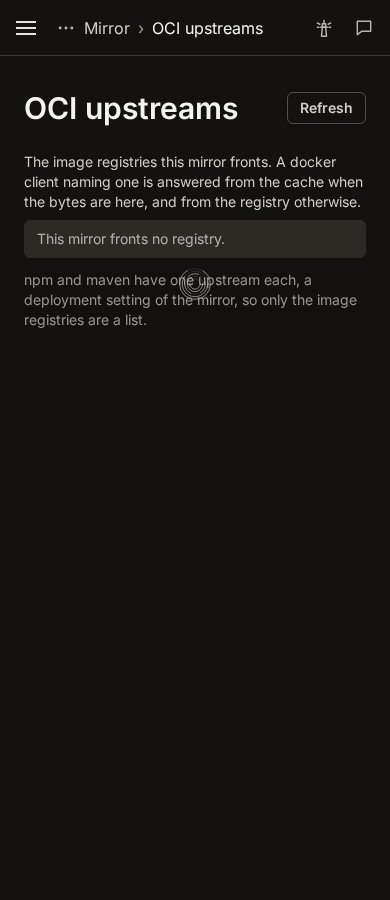 Mirror › OCI upstreams
OCI upstreams
Refresh
The image registries this mirror fronts. A docker
client naming one is answered from the cache when
the bytes are here, and from the registry otherwise.
This mirror fronts no registry.
npm and maven have one upstream each, a
deployment setting of the mirror, so only the image
registries are a list.